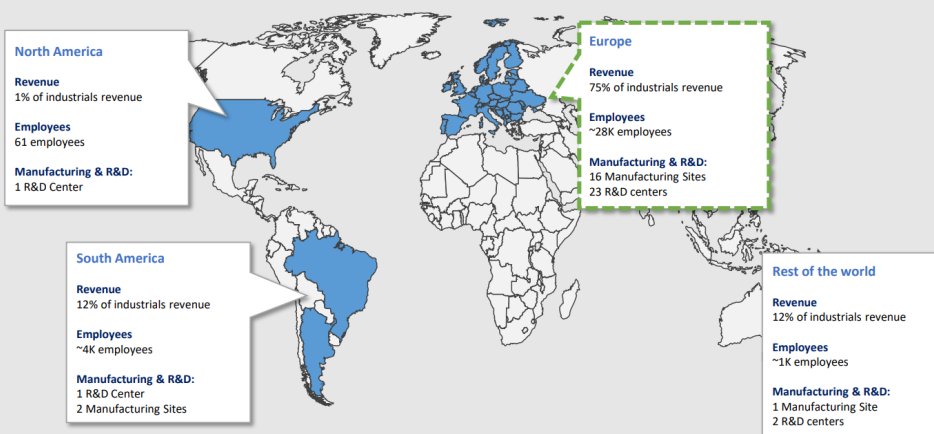 North America
Revenue
1% of industrials revenue
Employees
61 employees
Manufacturing & R&D:
1 R&D Center
Europe
Revenue
75% of industrials revenue
Employees
~28K employees
Manufacturing & R&D:
16 Manufacturing Sites
23 R&D centers
South America
Revenue
12% of industrials revenue
Employees
~4K employees
Manufacturing & R&D:
1 R&D Center
2 Manufacturing Sites
Rest of the world
Revenue
12% of industrials revenue
Employees
~1K employees
Manufacturing & R&D:
1 Manufacturing Site
2 R&D centers